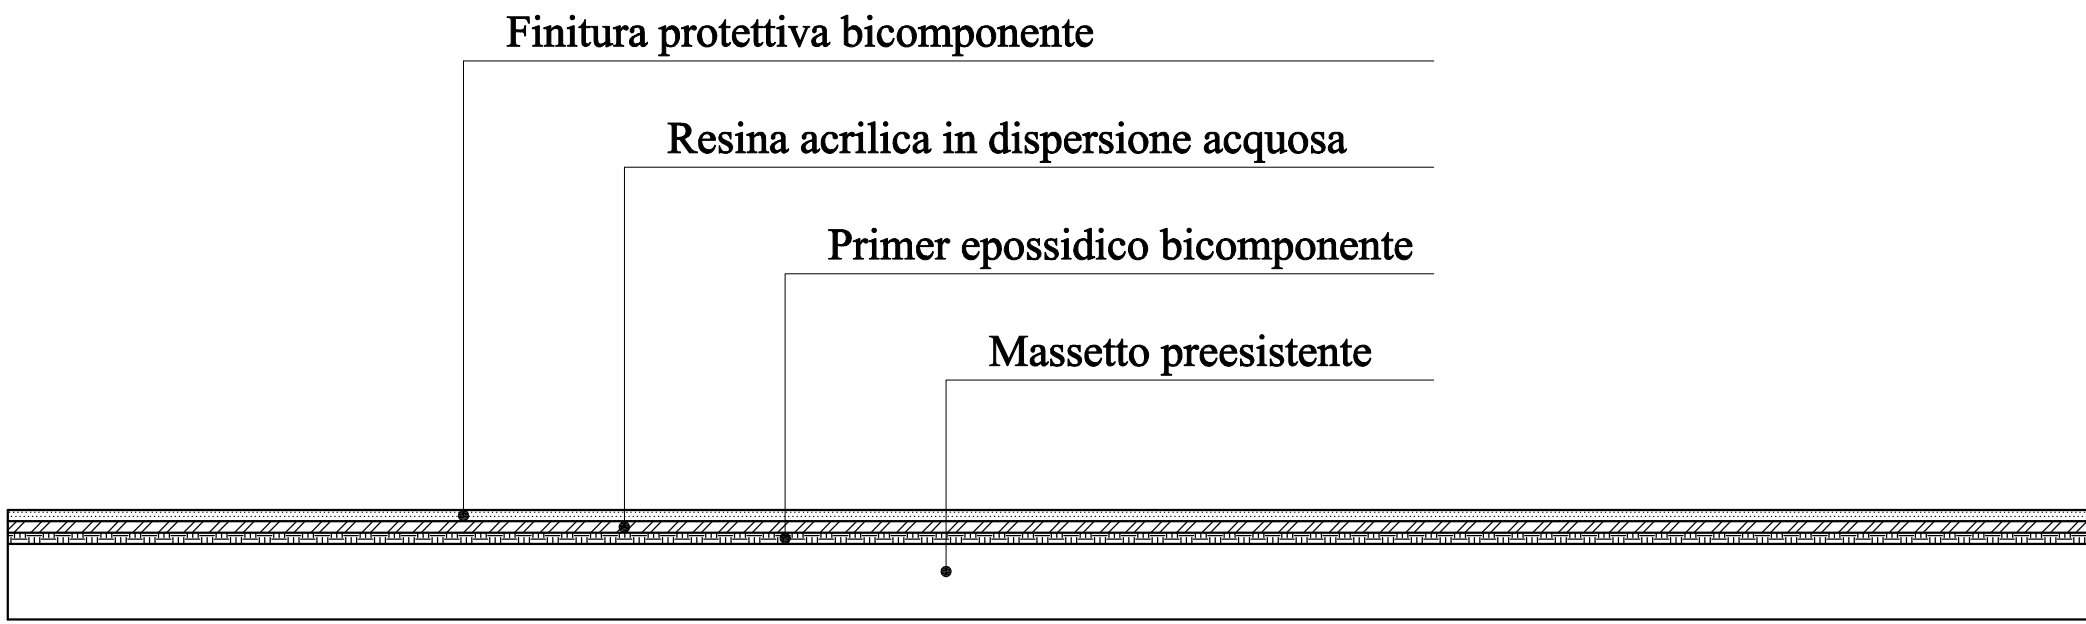 Finitura protettiva bicomponente
Resina acrilica in dispersione acquosa
Primer epossidico bicomponente
Massetto preesistente